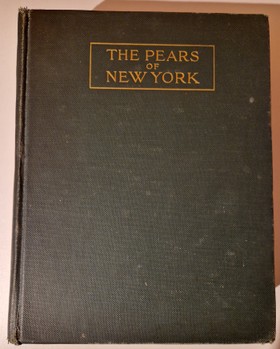 THE PEARS
OF
NEW YORK